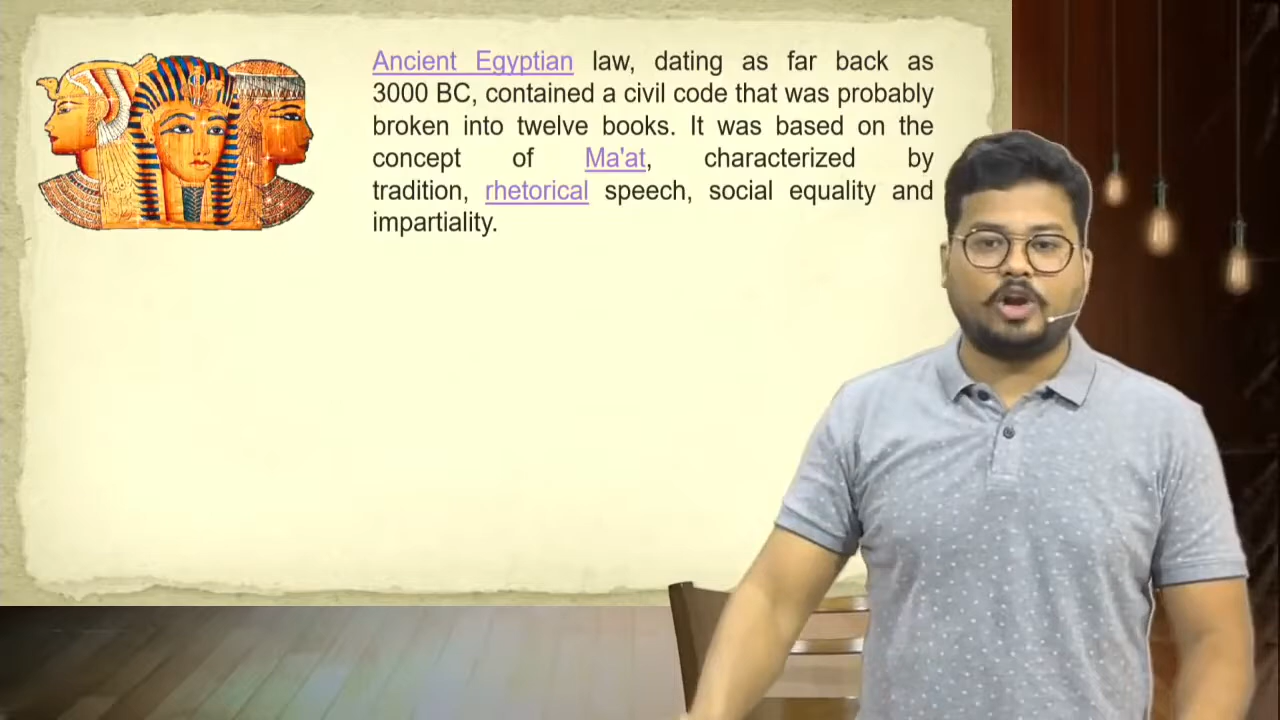 Ancient Egyptian law, dating as far back as
3000 BC, contained a civil code that was probably
broken into twelve books. It was based on the
concept of Ma'at, characterized by
tradition, rhetorical speech, social equality and
impartiality.